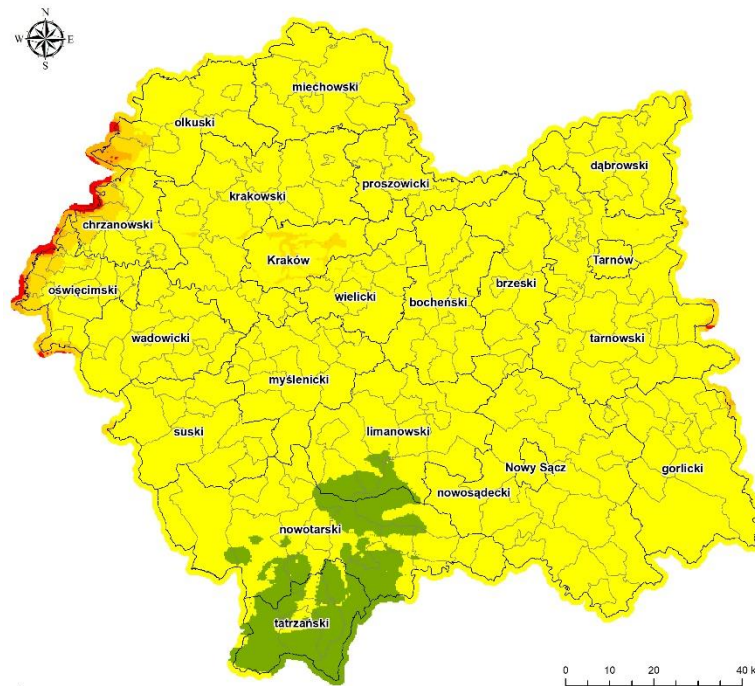 N
W E
S
miechowski
olkuski
dąbrowski
proszowicki
krakowski
chrzanowski
Kraków
Tarnów
oświęcimski
brzeski
wielicki
bocheński
wadowicki
tarnowski
myślenicki
suski
limanowski
Nowy Sącz
gorlicki
nowosądecki
nowotarski
tatrzański
0 10 20 40 k